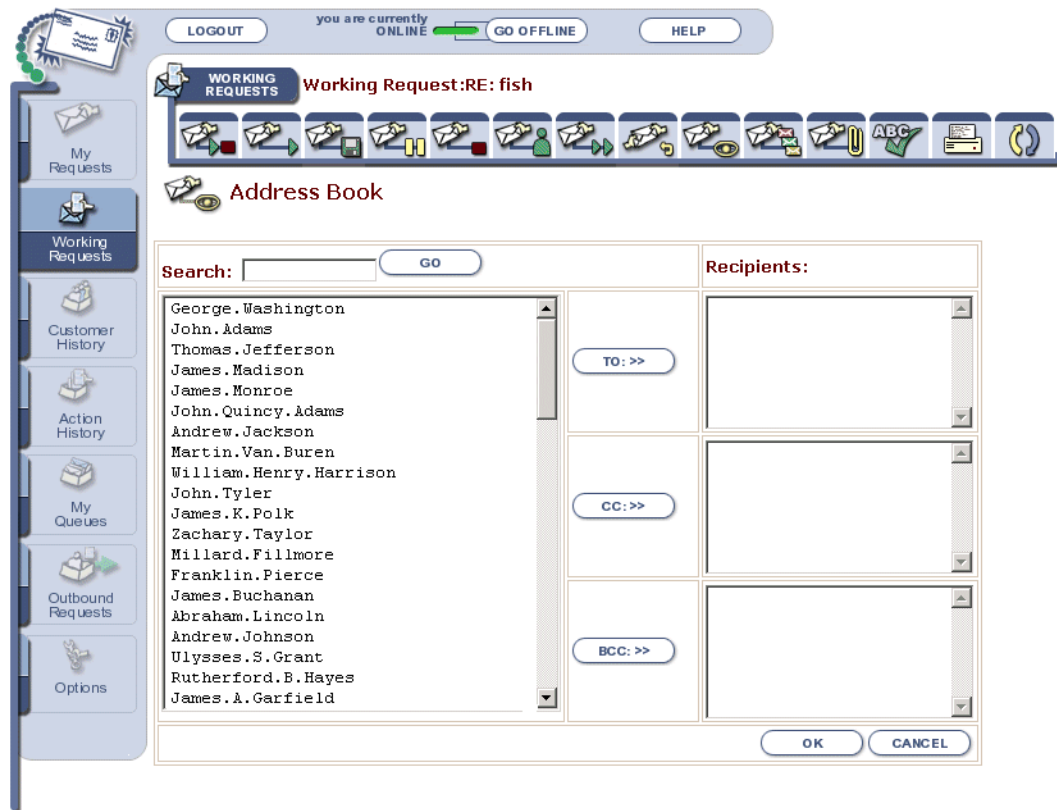 LOGOUT
you are currently
ONLINE
GO OFFLINE
HELP
WORKING
REQUESTS
Working Request:RE: fish
ABC
My
Requests
Working
Requests
Customer
History
Action
History
My
Queues
Outbound
Requests
Options
Address Book
Search:
GO
Recipients:
George.Washington
John.Adams
Thomas.Jefferson
James.Madison
James.Monroe
John.Quincy.Adams
Andrew.Jackson
Martin.Van.Buren
William.Henry.Harrison
John.Tyler
James.K.Polk
Zachary.Taylor
Millard.Fillmore
Franklin.Pierce
James.Buchanan
Abraham.Lincoln
Andrew.Johnson
Ulysses.S.Grant
Rutherford.B.Hayes
James.A.Garfield
TO: >>
CC: >>
BCC: >>
OK
CANCEL